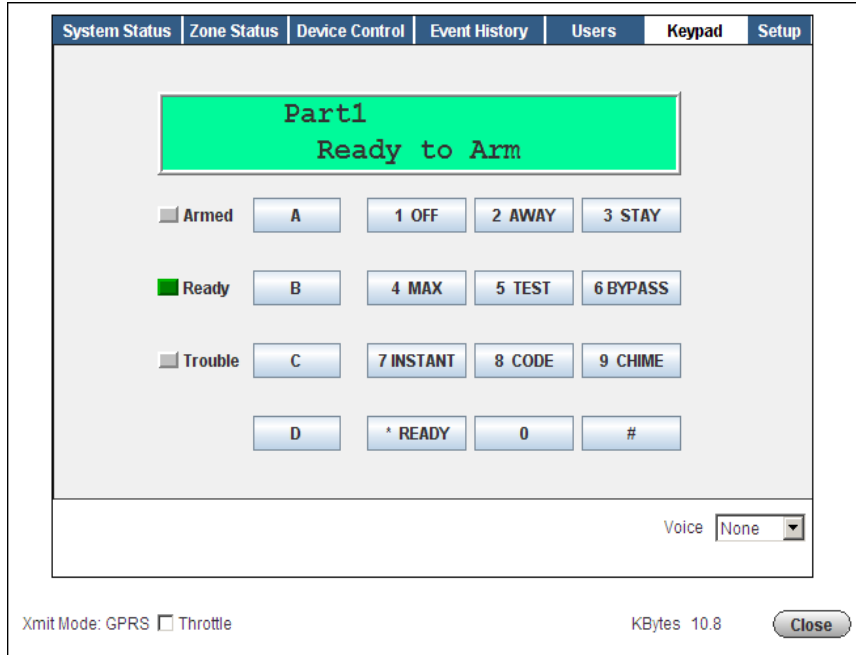 System Status Zone Status Device Control Event History Users Keypad Setup
Part1
Ready to Arm
Armed A 1 OFF 2 AWAY 3 STAY
Ready B 4 MAX 5 TEST 6 BYPASS
Trouble C 7 INSTANT 8 CODE 9 CHIME
D * READY 0 #
Voice None
Xmit Mode: GPRS Throttle KBytes 10.8 Close